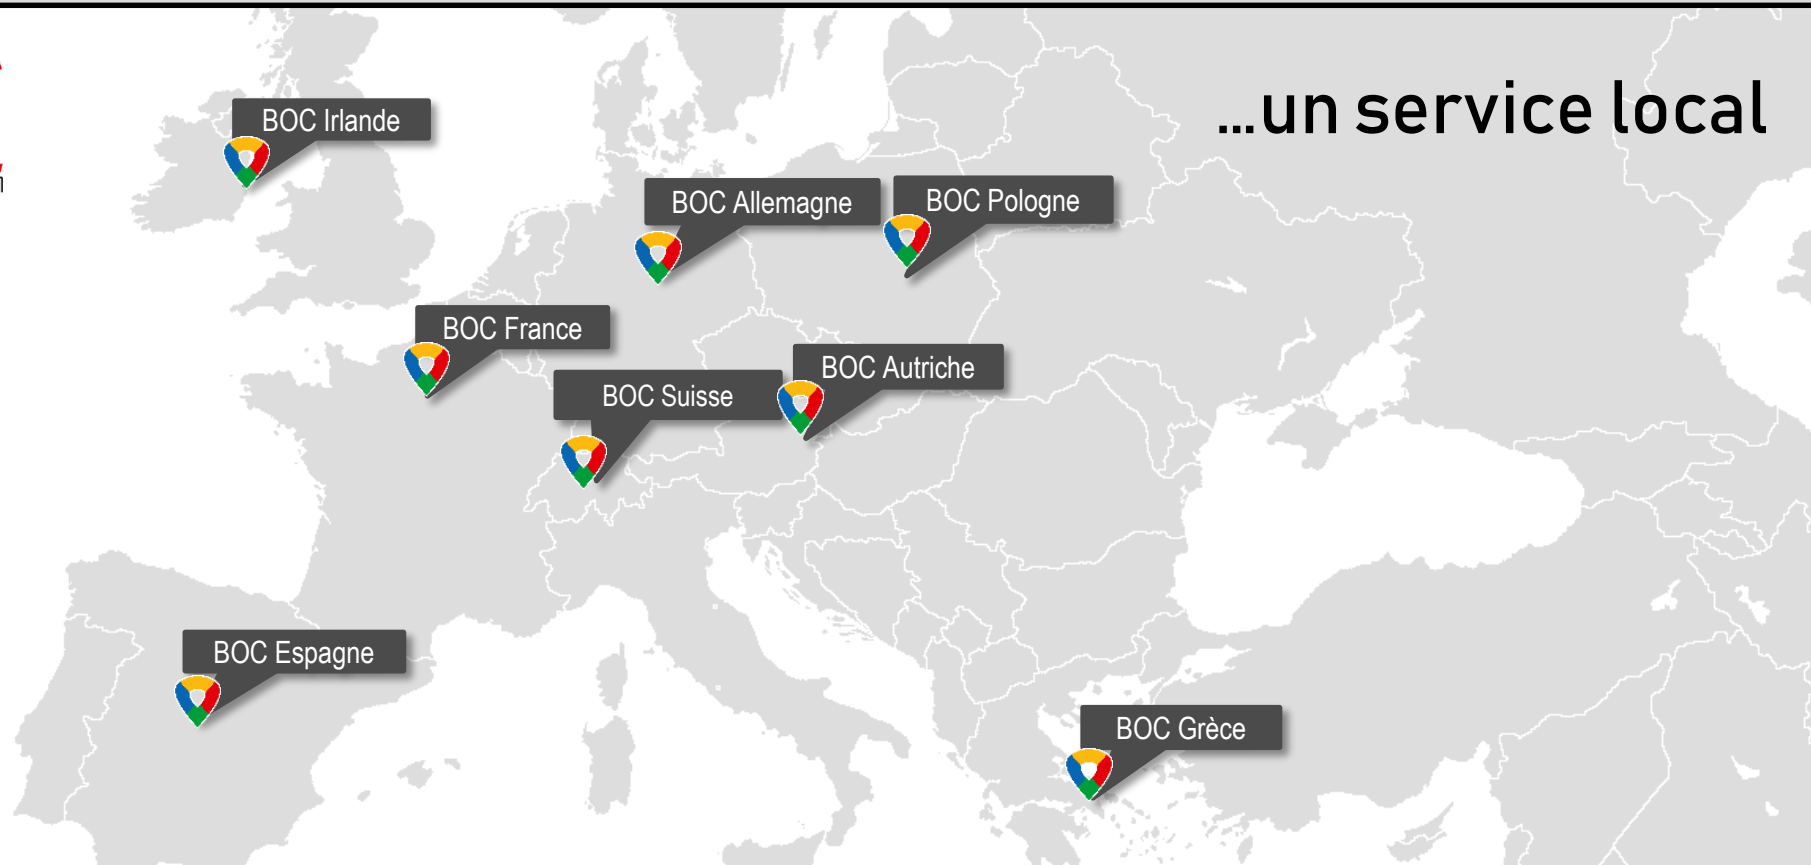 ...un service local
BOC Irlande
BOC Allemagne
BOC Pologne
BOC France
BOC Autriche
BOC Suisse
BOC Espagne
BOC Grèce